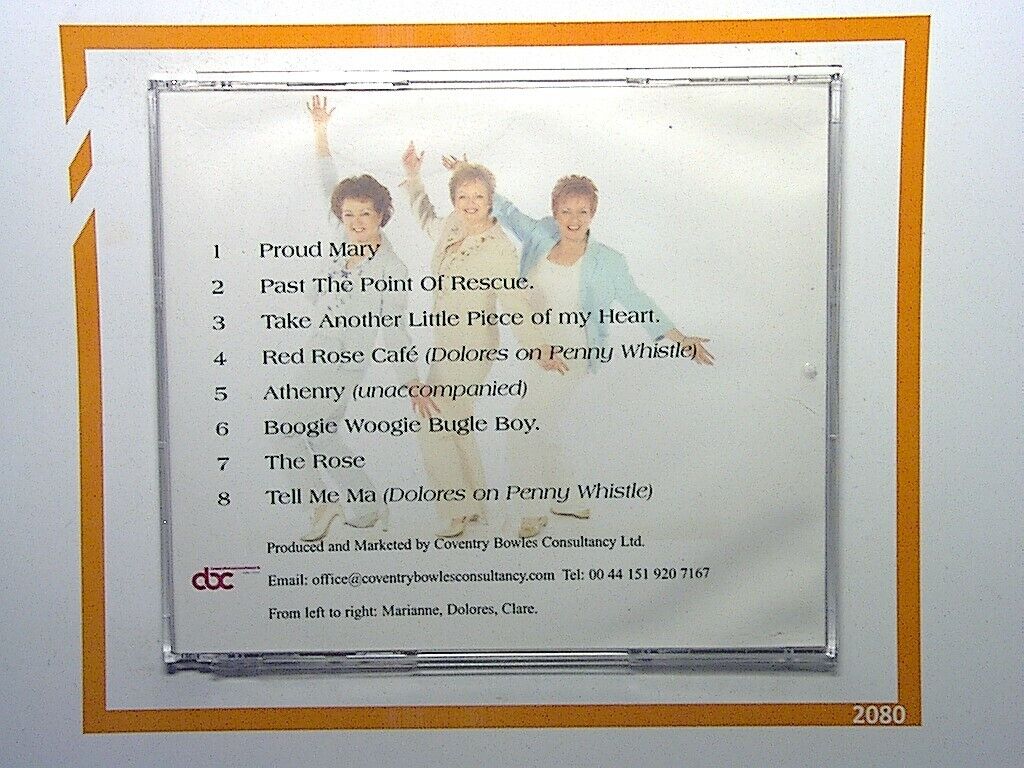 1 Proud Mary
2 Past The Point Of Rescue.
3 Take Another Little Piece of my Heart.
4 Red Rose Café (Dolores on Penny Whistle)
5 Athenry (unaccompanied)
6 Boogie Woogie Bugle Boy.
7 The Rose
8 Tell Me Ma (Dolores on Penny Whistle)
Produced and Marketed by Coventry Bowles Consultancy Ltd.
cbc Email: office@coventrybowlesconsultancy.com Tel: 00 44 151 920 7167
From left to right: Marianne, Dolores, Clare.
2080